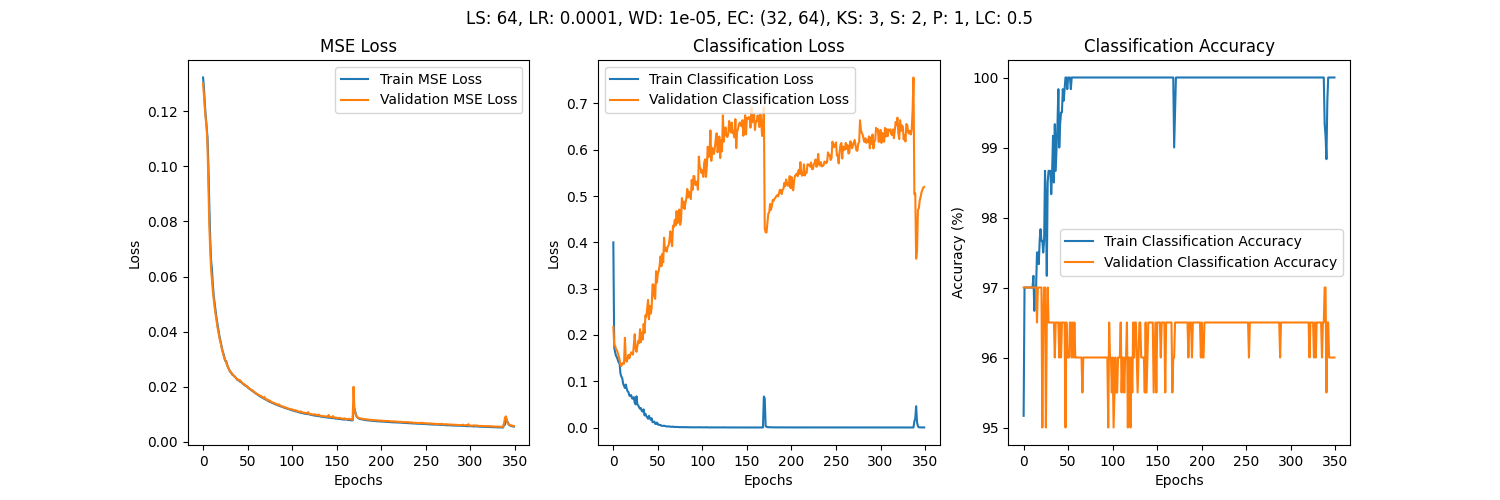 LS: 64, LR: 0.0001, WD: 1e-05, EC: (32, 64), KS: 3, S: 2, P: 1, LC: 0.5
MSE Loss
Train MSE Loss
Validation MSE Loss
Loss
0.12
0.10
0.08
0.06
0.04
0.02
0.00
0 50 100 150 200 250 300 350
Epochs
Classification Loss
Train Classification Loss
Validation Classification Loss
Loss
0.7
0.6
0.5
0.4
0.3
0.2
0.1
0.0
0 50 100 150 200 250 300 350
Epochs
Classification Accuracy
Train Classification Accuracy
Validation Classification Accuracy
Accuracy (%)
100
99
98
97
96
95
0 50 100 150 200 250 300 350
Epochs